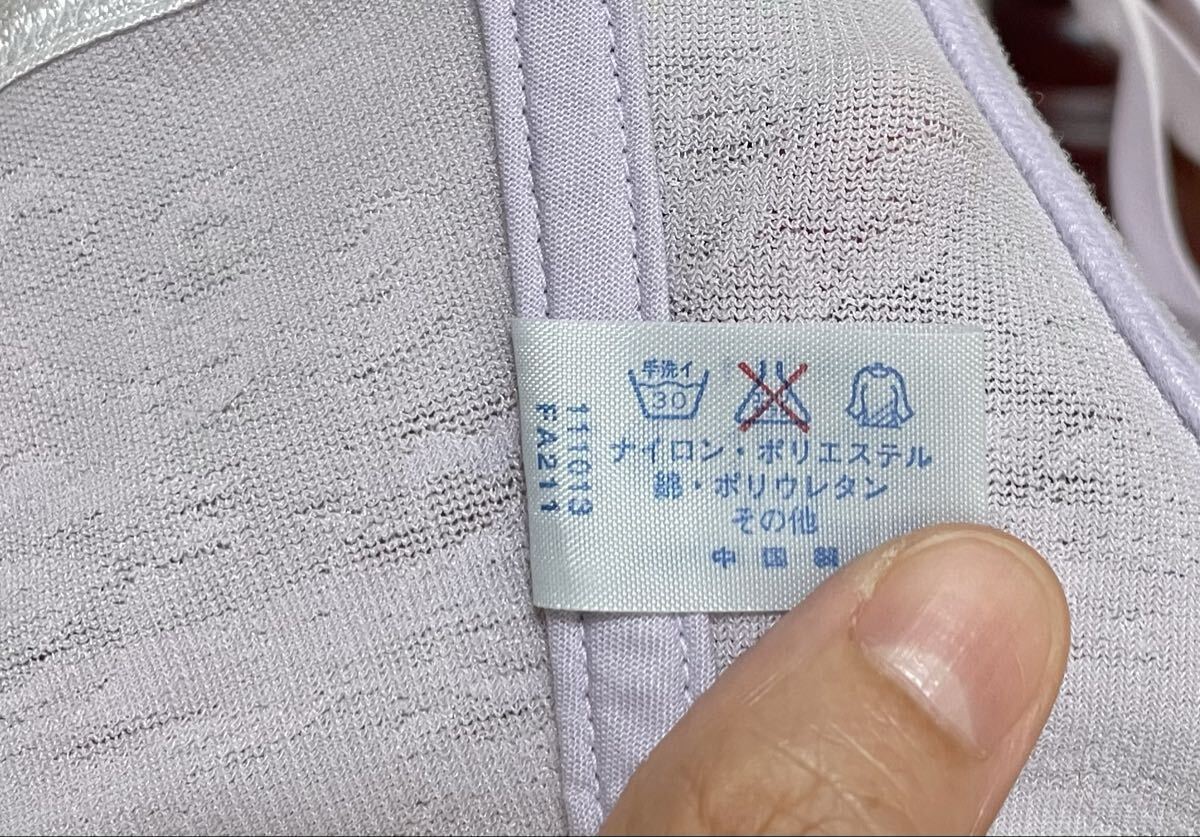 手洗イ
30
ナイロン・ポリエステル
綿・ポリウレタン
その他
中国製
111013
FA211